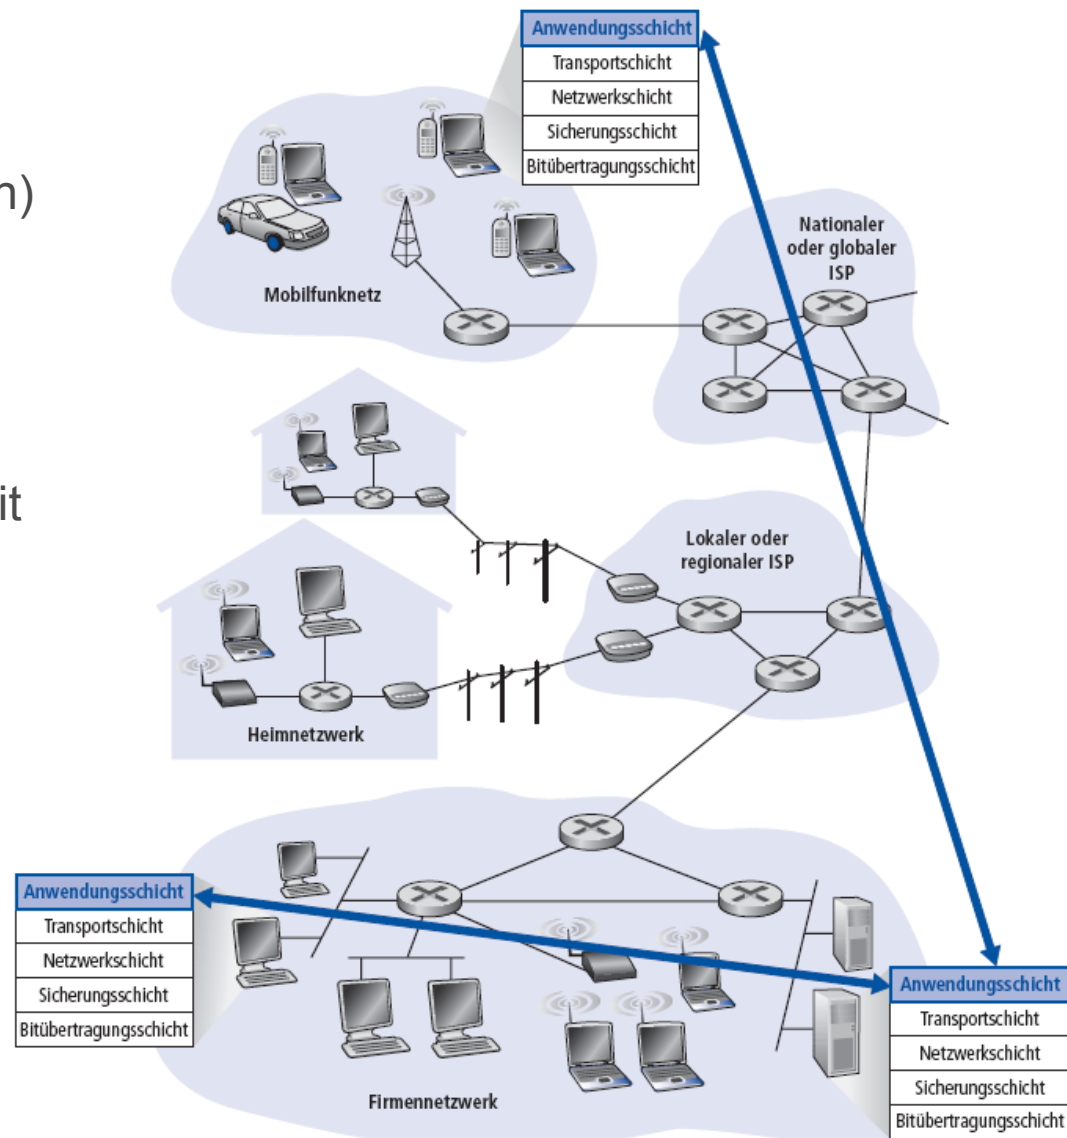 Anwendungsschicht
Transportschicht
Netzwerkschicht
Sicherungsschicht
Bitübertragungsschicht
n)
Nationaler
oder globaler
ISP
Mobilfunknetz
it
Lokaler oder
regionaler ISP
Heimnetzwerk
Anwendungsschicht
Transportschicht
Netzwerkschicht
Sicherungsschicht
Bitübertragungsschicht
Anwendungsschicht
Transportschicht
Netzwerkschicht
Sicherungsschicht
Bitübertragungsschicht
Firmennetzwerk